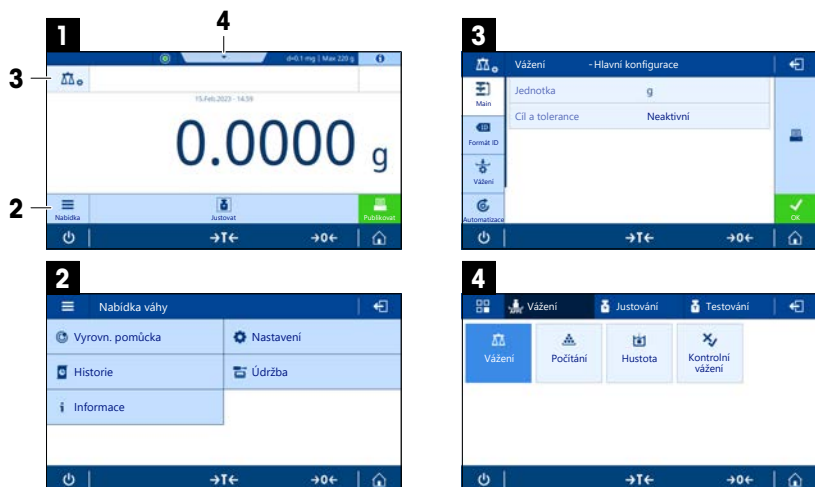 4
1
d=0.1 mg | Max 220 g
3
15.Feb.2023 - 14.59
0.0000 g
2
Nabídka
Justovat
Publikovat
→T←
→0←
3
Vážení - Hlavní konfigurace
Main
Jednotka g
Cíl a tolerance Neaktivní
Formát ID
ID
Vážení
Automatizace
OK
→T←
→0←
2
Nabídka váhy
Vyrovn. pomůcka
Nastavení
Historie
Údržba
Informace
→T←
→0←
4
Vážení
Justování
Testování
Vážení
Počítání
Hustota
Kontrolní
vážení
→T←
→0←